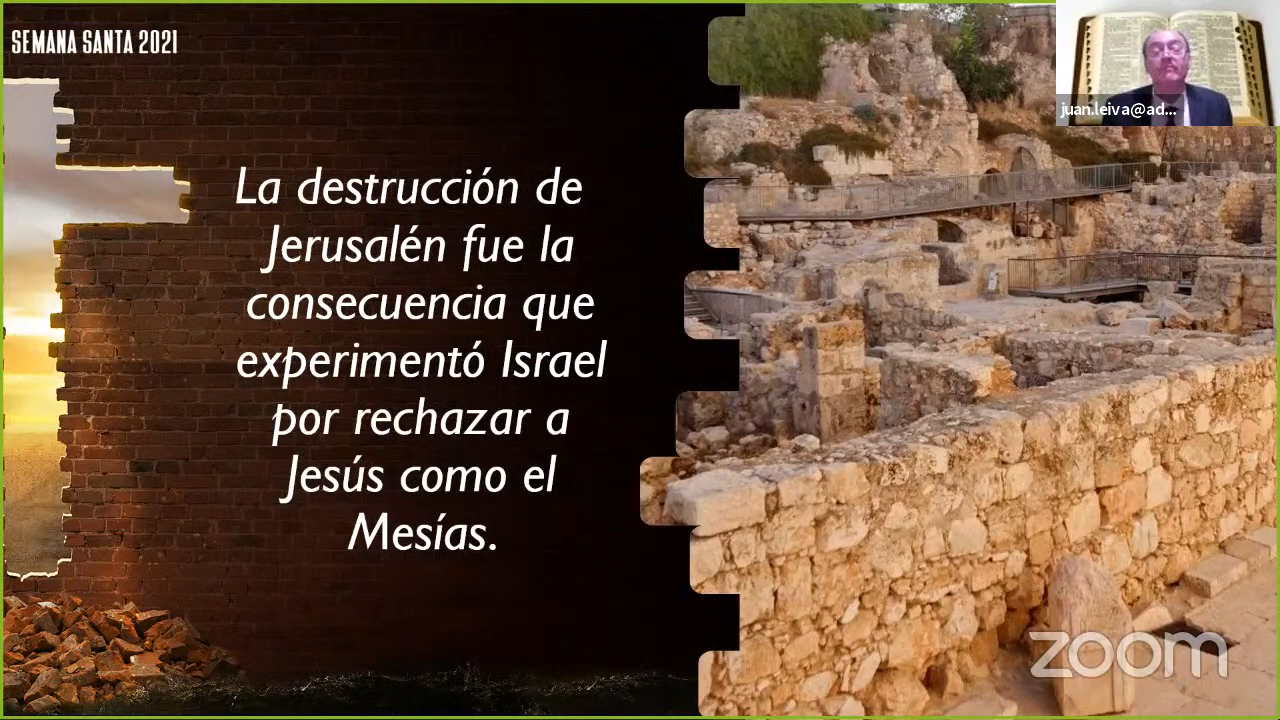 SEMANA SANTA 2021
juan.leiva@ad...
La destrucción de
Jerusalén fue la
consecuencia que
experimentó Israel
por rechazar a
Jesús como el
Mesías.
zoom